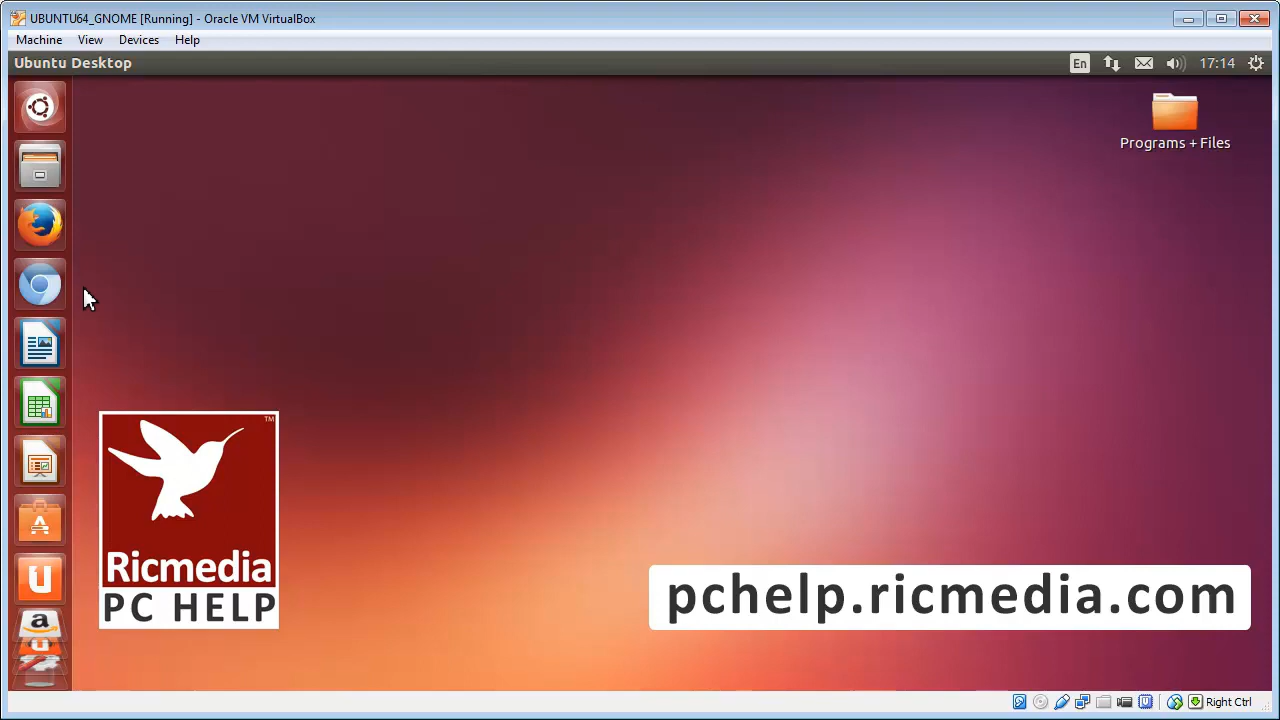 UBUNTU64_GNOME [Running] - Oracle VM VirtualBox
Machine View Devices Help
Ubuntu Desktop En 17:14
Programs + Files
TM
Ricmedia
PC HELP
pchelp.ricmedia.com
Right Ctrl